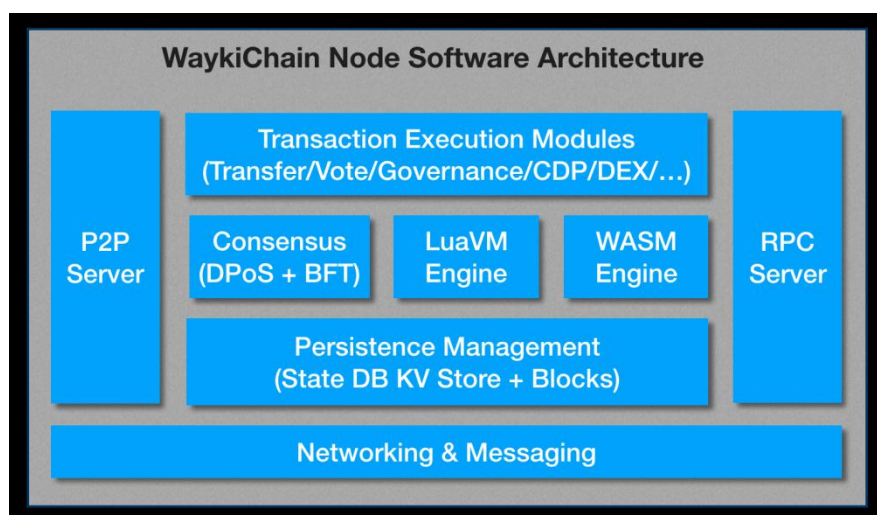 WaykiChain Node Software Architecture
P2P
Server
Transaction Execution Modules
(Transfer/Vote/Governance/CDP/DEX/…)
Consensus
(DPoS + BFT)
LuaVM
Engine
WASM
Engine
Persistence Management
(State DB KV Store + Blocks)
RPC
Server
Networking & Messaging